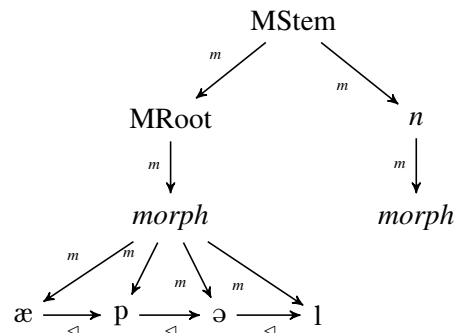 MStem
m m
MRoot n
m m
morph morph
m m m m
æ p ə l
◁ ◁ ◁